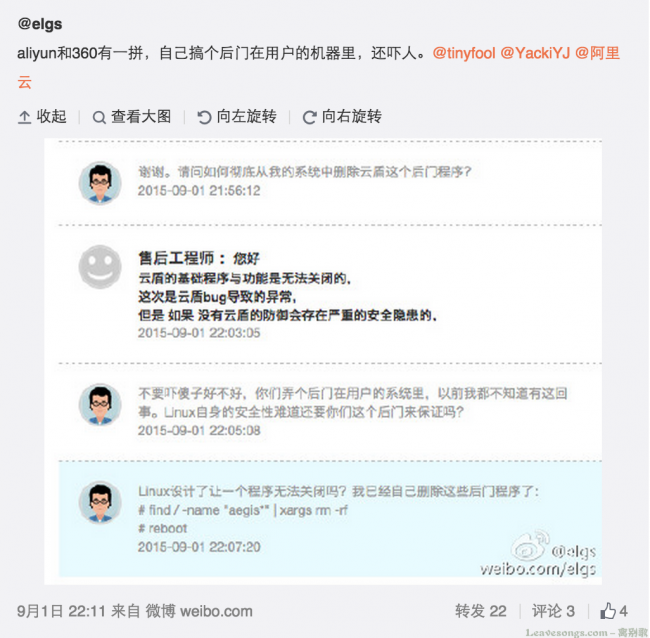 @elgs
aliyun和360有一拼，自己搞个后门在用户的机器里，还吓人。@tinyfool @YackiYJ @阿里
云
收起 查看大图 向左旋转 向右旋转
谢谢。请问如何彻底从我的系统中删除云盾这个后门程序？
2015-09-01 21:56:12
售后工程师： 您好
云盾的基础程序与功能是无法关闭的，
这次是云盾bug导致的异常，
但是 如果 没有云盾的防御会存在严重的安全隐患的，
2015-09-01 22:03:05
不要吓傻子好不好，你们弄个后门在用户的系统里，以前我都不知道有这回
事。Linux自身的安全性难道还要你们这个后门来保证吗？
2015-09-01 22:05:08
Linux设计了让一个程序无法关闭吗？我已经自己删除这些后门程序了：
# find / -name "aegis*" | xargs rm -rf
# reboot
2015-09-01 22:07:20
@elgs
weibo.com/elgs
9月1日 22:11 来自 微博 weibo.com 转发 22 评论 3 4
Leavesongs.com - 离别歌